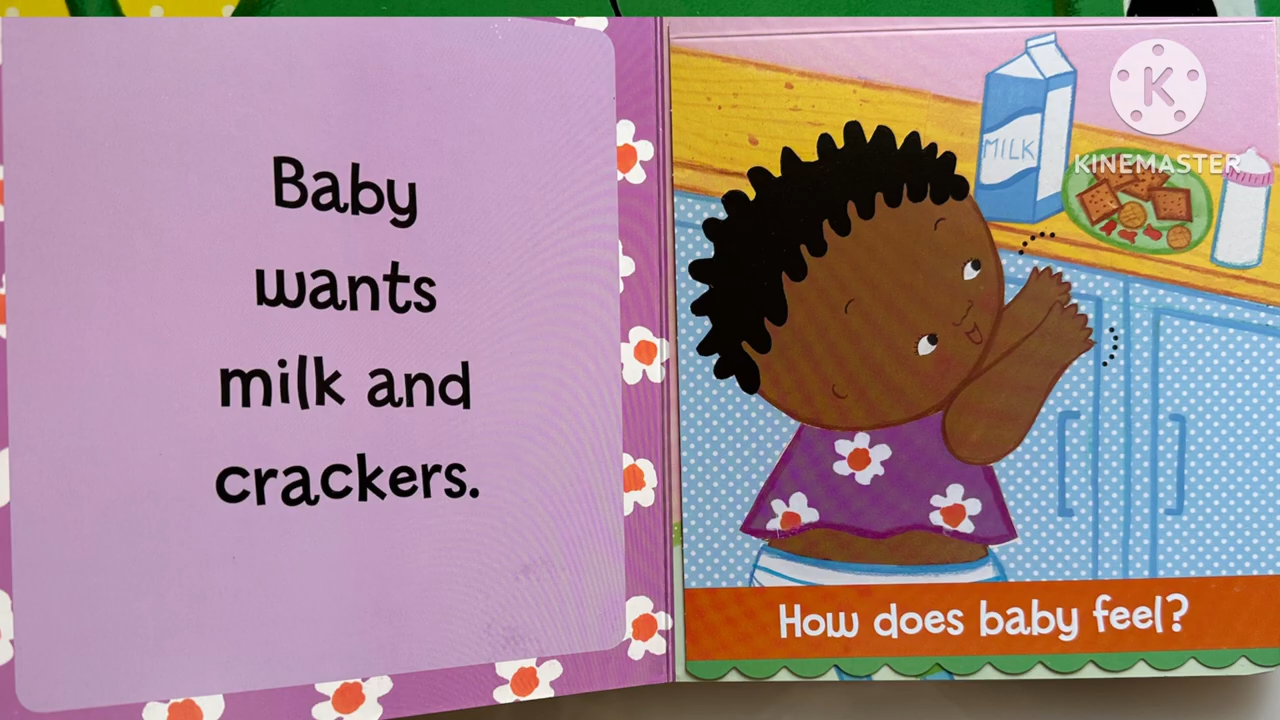 Baby
wants
milk and
crackers.
MILK
K
KINEMASTER
How does baby feel?